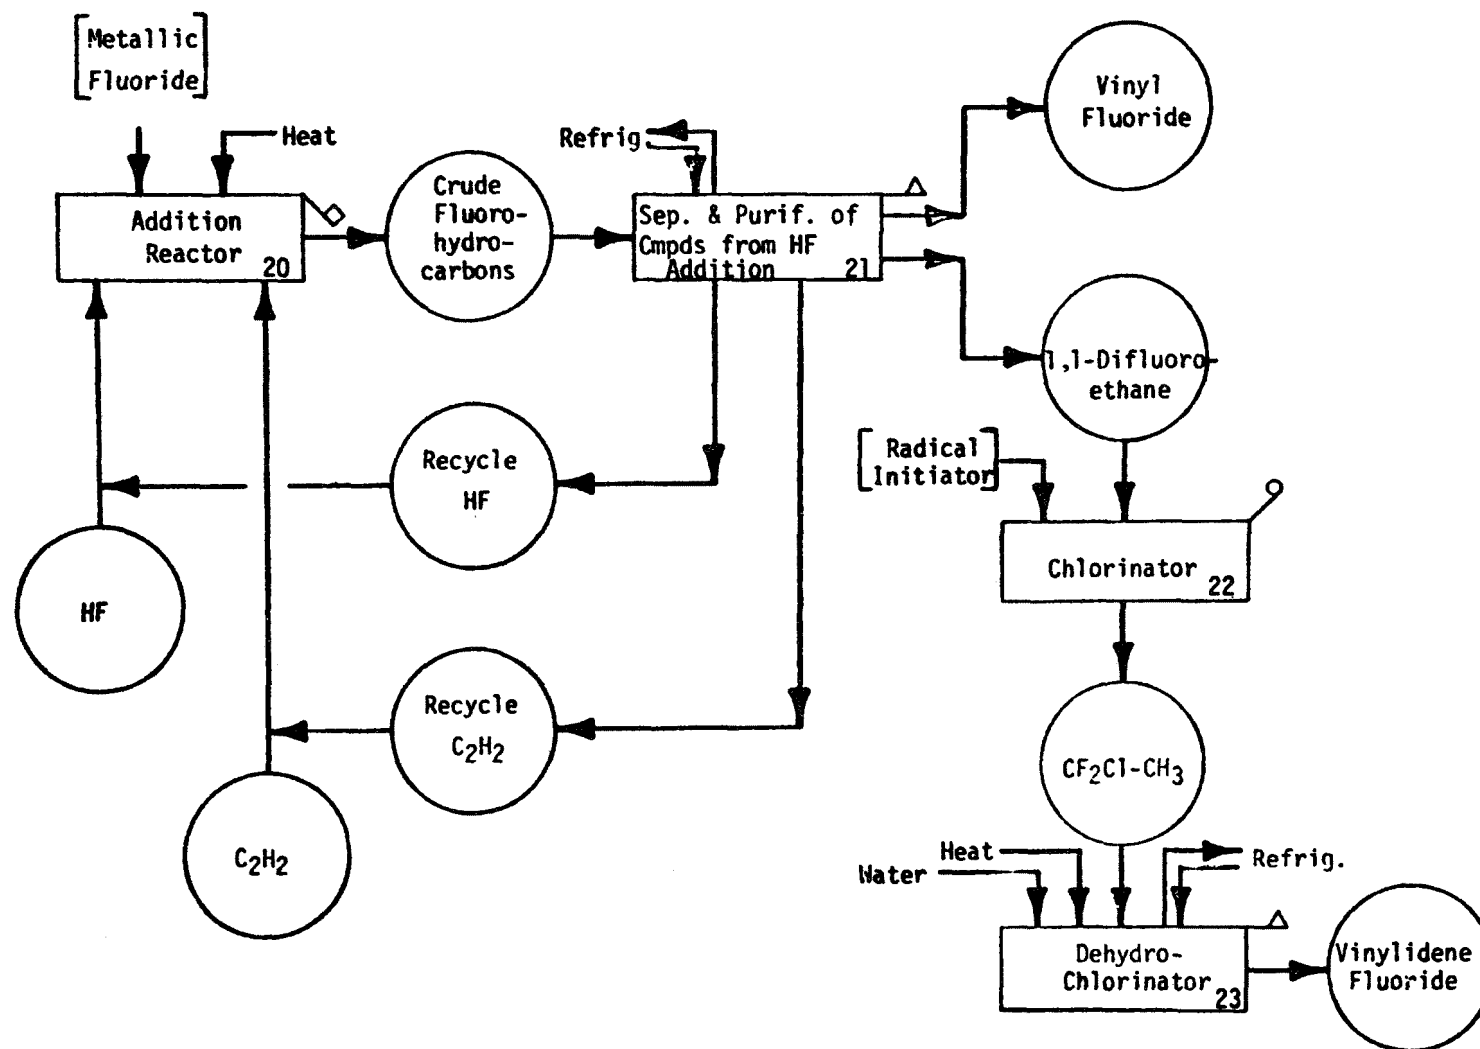 Metallic
Fluoride
Heat
Addition
Reactor
20
Crude
Fluoro-
hydro-
carbons
Refrig.
Sep. & Purif. of
Cmpds from HF
Addition
21
Vinyl
Fluoride
1,1-Difluoro-
ethane
Recycle
HF
HF
Recycle
C₂H₂
C₂H₂
Radical
Initiator
Chlorinator
22
CF₂Cl-CH₃
Heat
Water
Refrig.
Dehydro-
Chlorinator
23
Vinylidene
Fluoride